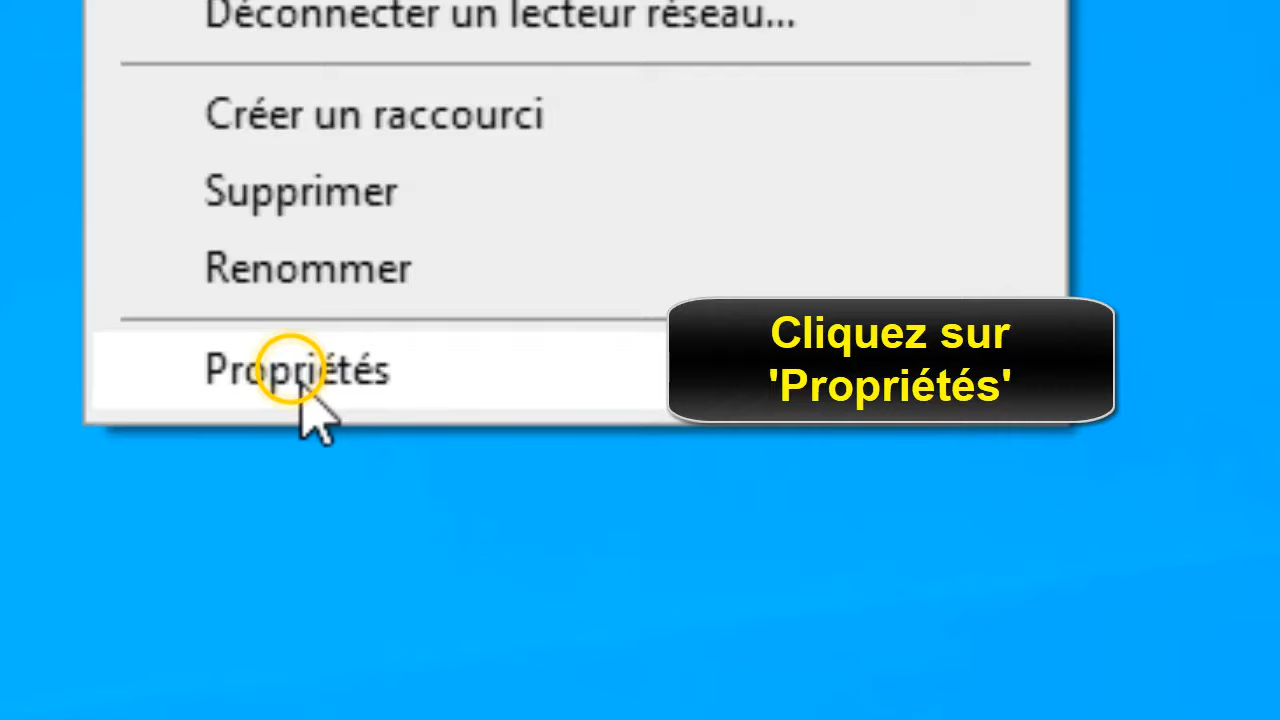 Déconnecter un lecteur réseau...
Créer un raccourci
Supprimer
Renommer
Propriétés
Cliquez sur
'Propriétés'